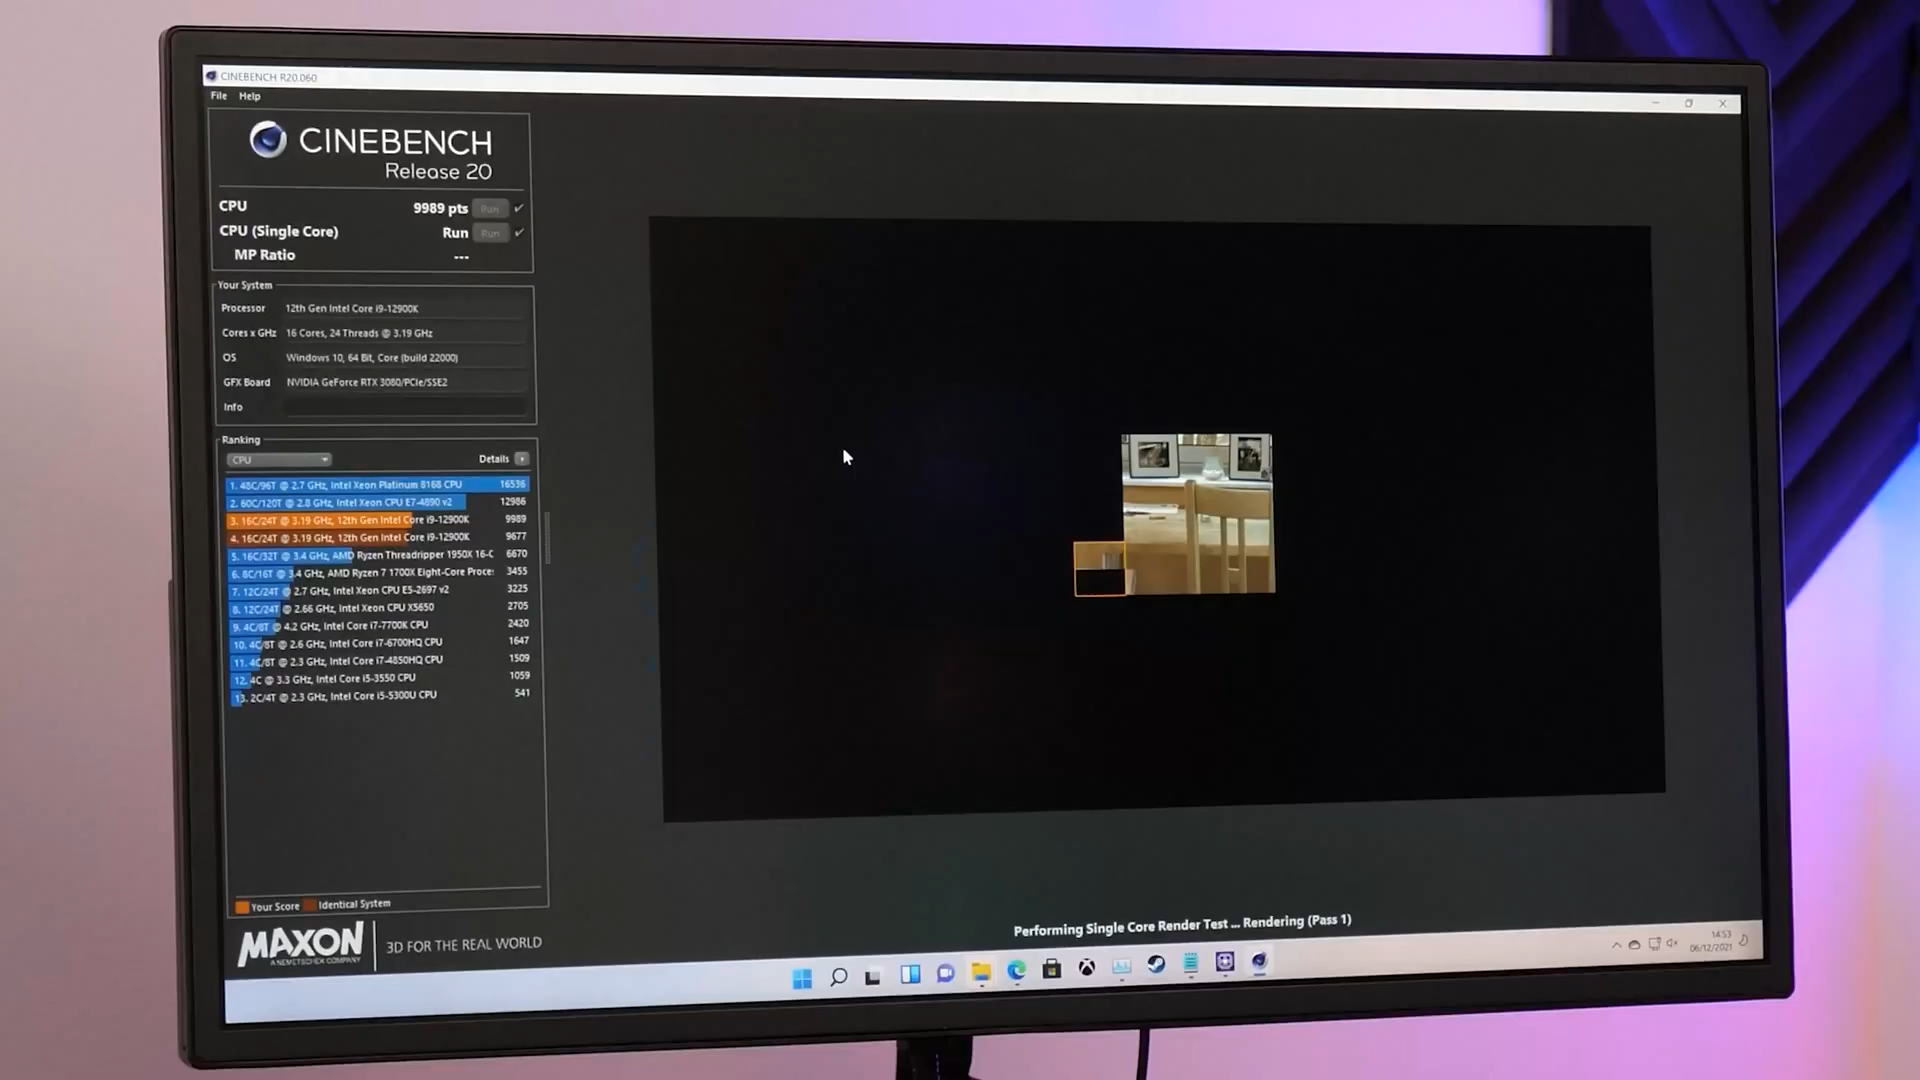 CINEBENCH R20.060
File Help
CINEBENCH
Release 20
CPU 9989 pts Run
CPU (Single Core) Run Run
MP Ratio ---
Your System
Processor 12th Gen Intel Core i9-12900K
Cores x GHz 16 Cores, 24 Threads @ 3.19 GHz
OS Windows 10, 64 Bit, Core (build 22000)
GFX Board NVIDIA GeForce RTX 3080/PCIe/SSE2
Info
Ranking
CPU Details
1. 48C/96T @ 2.7 GHz, Intel Xeon Platinum 8168 CPU 16536
2. 60C/120T @ 2.8 GHz, Intel Xeon CPU E7-4890 v2 12986
3. 16C/24T @ 3.19 GHz, 12th Gen Intel Core i9-12900K 9989
4. 16C/24T @ 3.19 GHz, 12th Gen Intel Core i9-12900K 9677
5. 16C/32T @ 3.4 GHz, AMD Ryzen Threadripper 1950X 16-C 6670
6. 8C/16T @ 3.4 GHz, AMD Ryzen 7 1700X Eight-Core Proce: 3455
7. 12C/24T @ 2.7 GHz, Intel Xeon CPU E5-2697 v2 3225
8. 12C/24T @ 2.66 GHz, Intel Xeon CPU X5650 2705
9. 4C/8T @ 4.2 GHz, Intel Core i7-7700K CPU 2420
10. 4C/8T @ 2.6 GHz, Intel Core i7-6700HQ CPU 1647
11. 4C/8T @ 2.3 GHz, Intel Core i7-4850HQ CPU 1509
12. 4C @ 3.3 GHz, Intel Core i5-3550 CPU 1059
13. 2C/4T @ 2.3 GHz, Intel Core i5-5300U CPU 541
Your Score Identical System
MAXON
A NEMETSCHEK COMPANY
3D FOR THE REAL WORLD
Performing Single Core Render Test ... Rendering (Pass 1)
14:53
06/12/2021